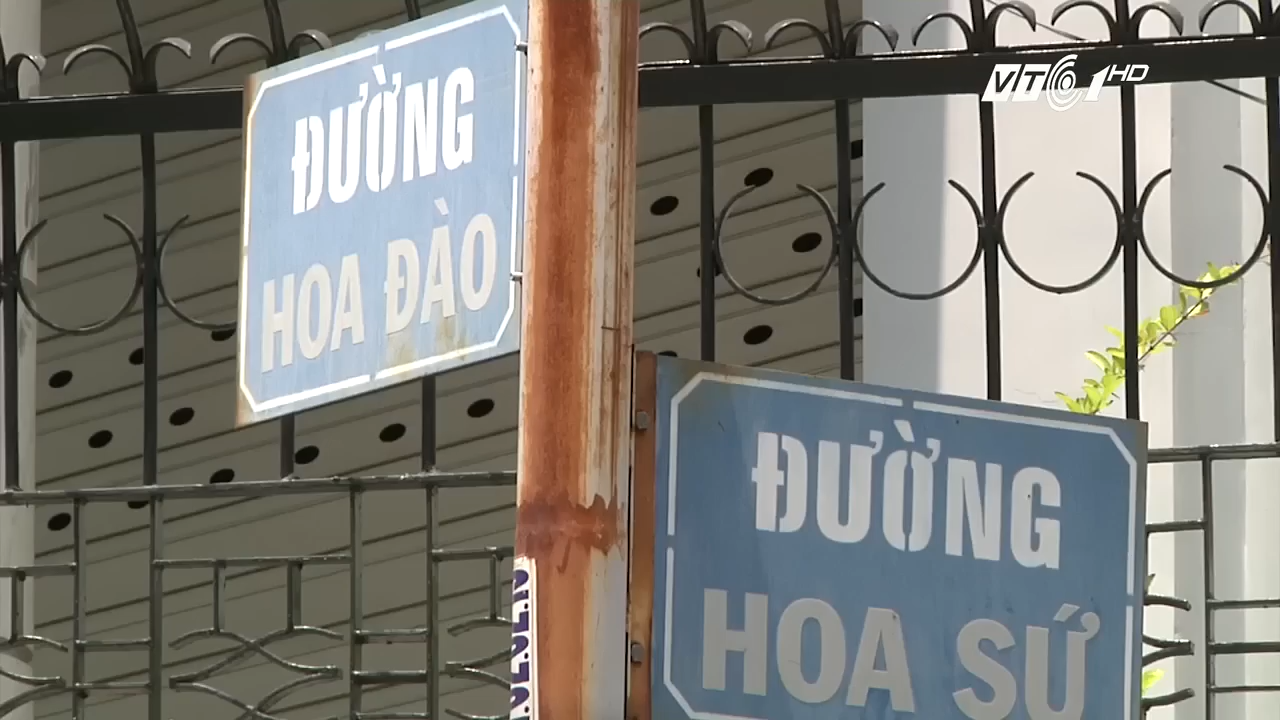 VTC1 HD
ĐƯỜNG
HOA ĐÀO
ĐƯỜNG
HOA SỨ